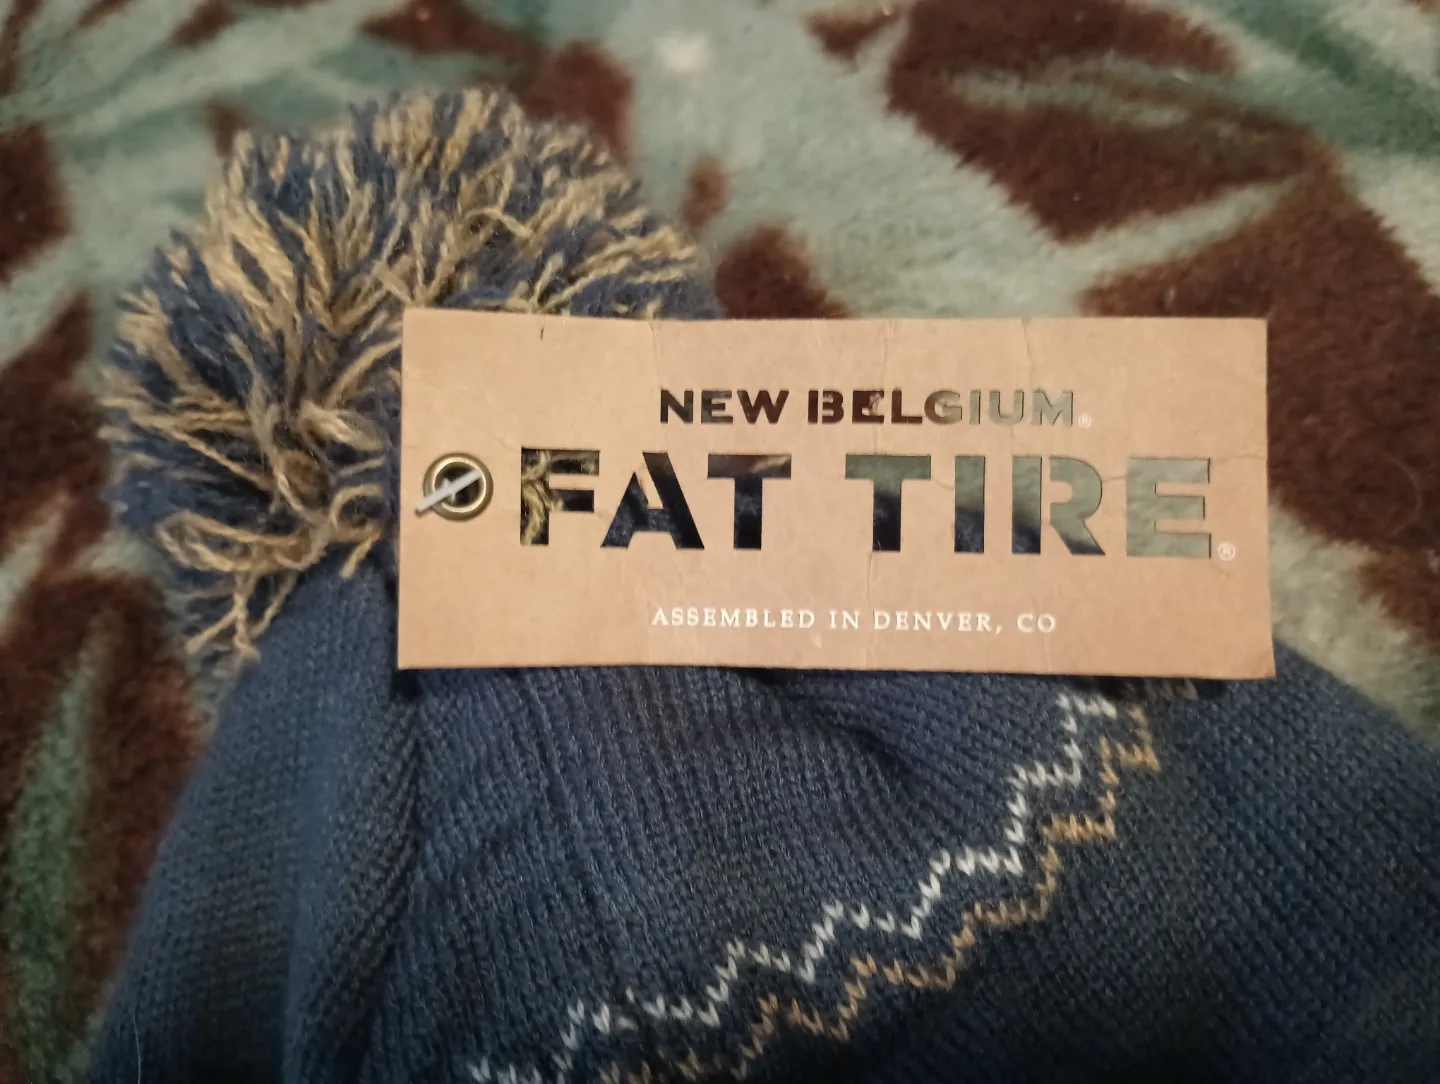 NEW BELGIUM®
FAT TIRE®
ASSEMBLED IN DENVER, CO